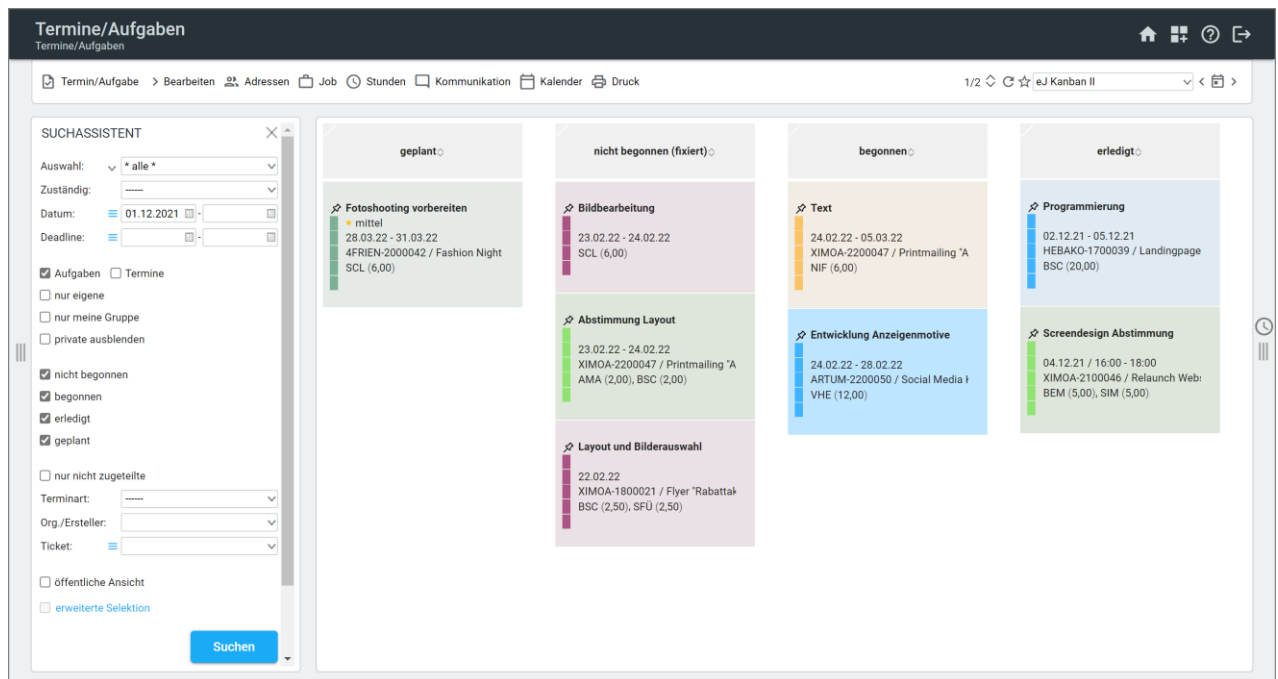 Termine/Aufgaben
Termine/Aufgaben
Termin/Aufgabe > Bearbeiten Adressen Job Stunden Kommunikation Kalender Druck
1/2 eJ Kanban II
SUCHASSISTENT
Auswahl: * alle *
Zuständig: ------
Datum: 01.12.2021 -
Deadline: -
Aufgaben Termine
nur eigene
nur meine Gruppe
private ausblenden
nicht begonnen
begonnen
erledigt
geplant
nur nicht zugeteilte
Terminart: ------
Org./Ersteller:
Ticket:
öffentliche Ansicht
erweiterte Selektion
Suchen
geplant
Fotoshooting vorbereiten
mittel
28.03.22 - 31.03.22
4FRIEN-2000042 / Fashion Night
SCL (6,00)
nicht begonnen (fixiert)
Bildbearbeitung
23.02.22 - 24.02.22
SCL (6,00)
Abstimmung Layout
23.02.22 - 24.02.22
XIMOA-2200047 / Printmailing "A
AMA (2,00), BSC (2,00)
Layout und Bilderauswahl
22.02.22
XIMOA-1800021 / Flyer "Rabattak
BSC (2,50), SFÜ (2,50)
begonnen
Text
24.02.22 - 05.03.22
XIMOA-2200047 / Printmailing "A
NIF (6,00)
Entwicklung Anzeigenmotive
24.02.22 - 28.02.22
ARTUM-2200050 / Social Media
VHE (12,00)
erledigt
Programmierung
02.12.21 - 05.12.21
HEBAKO-1700039 / Landingpage
BSC (20,00)
Screendesign Abstimmung
04.12.21 / 16:00 - 18:00
XIMOA-2100046 / Relaunch Web
BEM (5,00), SIM (5,00)